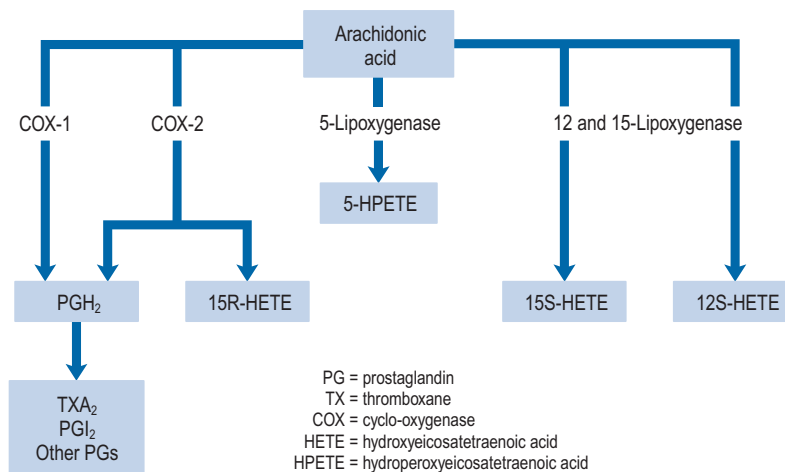 Arachidonic
acid
COX-1
COX-2
5-Lipoxygenase
12 and 15-Lipoxygenase
5-HPETE
PGH₂
15R-HETE
15S-HETE
12S-HETE
TXA₂
PGI₂
Other PGs
PG = prostaglandin
TX = thromboxane
COX = cyclo-oxygenase
HETE = hydroxyeicosatetraenoic acid
HPETE = hydroperoxyeicosatetraenoic acid